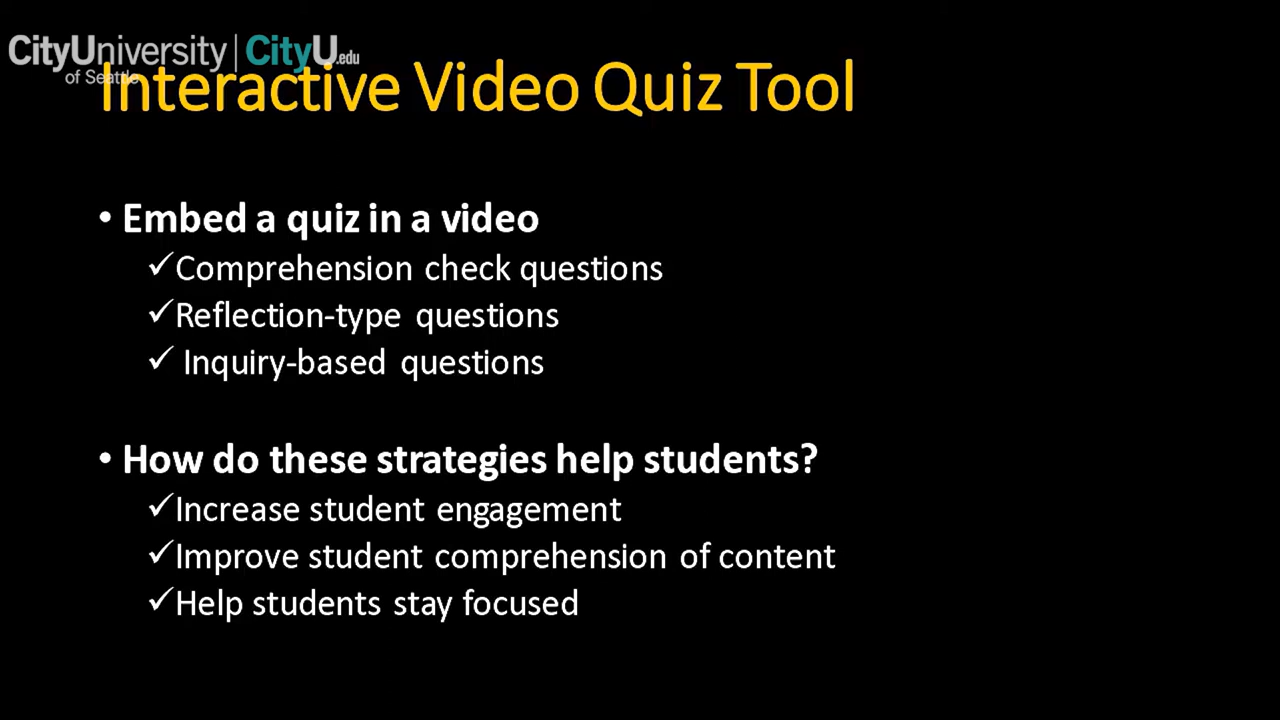 CityUniversity | CityU.edu
of Seattle
Interactive Video Quiz Tool
• Embed a quiz in a video
✓Comprehension check questions
✓Reflection-type questions
✓ Inquiry-based questions
• How do these strategies help students?
✓Increase student engagement
✓Improve student comprehension of content
✓Help students stay focused